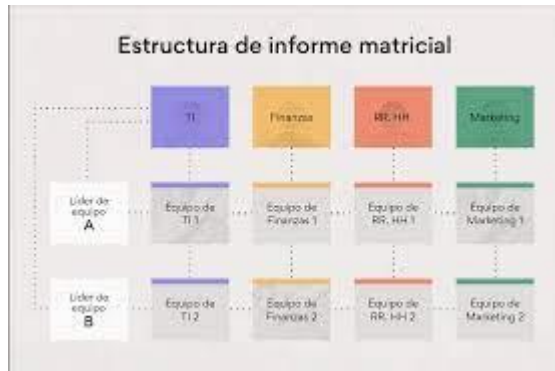 Estructura de informe matricial
TI
Finanzas
RR. HH
Marketing
Líder de
equipo
A
Equipo de
TI 1
Equipo de
Finanzas 1
Equipo de
RR. HH 1
Equipo de
Marketing 1
Líder de
equipo
B
Equipo de
TI 2
Equipo de
Finanzas 2
Equipo de
RR. HH 2
Equipo de
Marketing 2